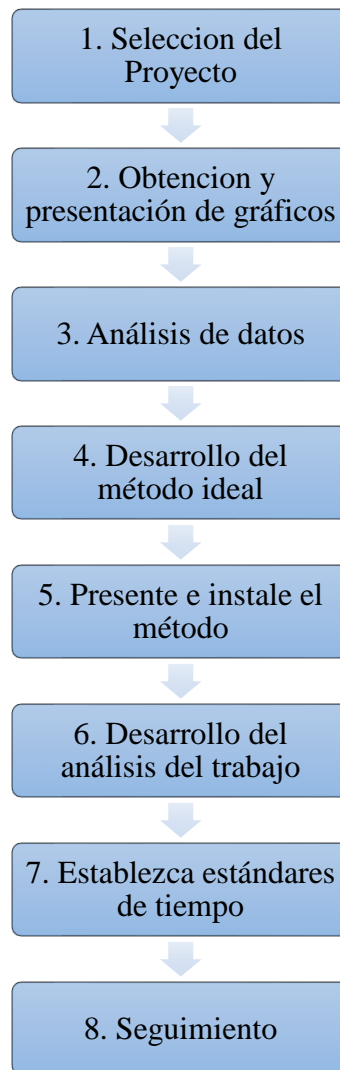 1. Seleccion del
Proyecto
2. Obtencion y
presentación de gráficos
3. Análisis de datos
4. Desarrollo del
método ideal
5. Presente e instale el
método
6. Desarrollo del
análisis del trabajo
7. Establezca estándares
de tiempo
8. Seguimiento